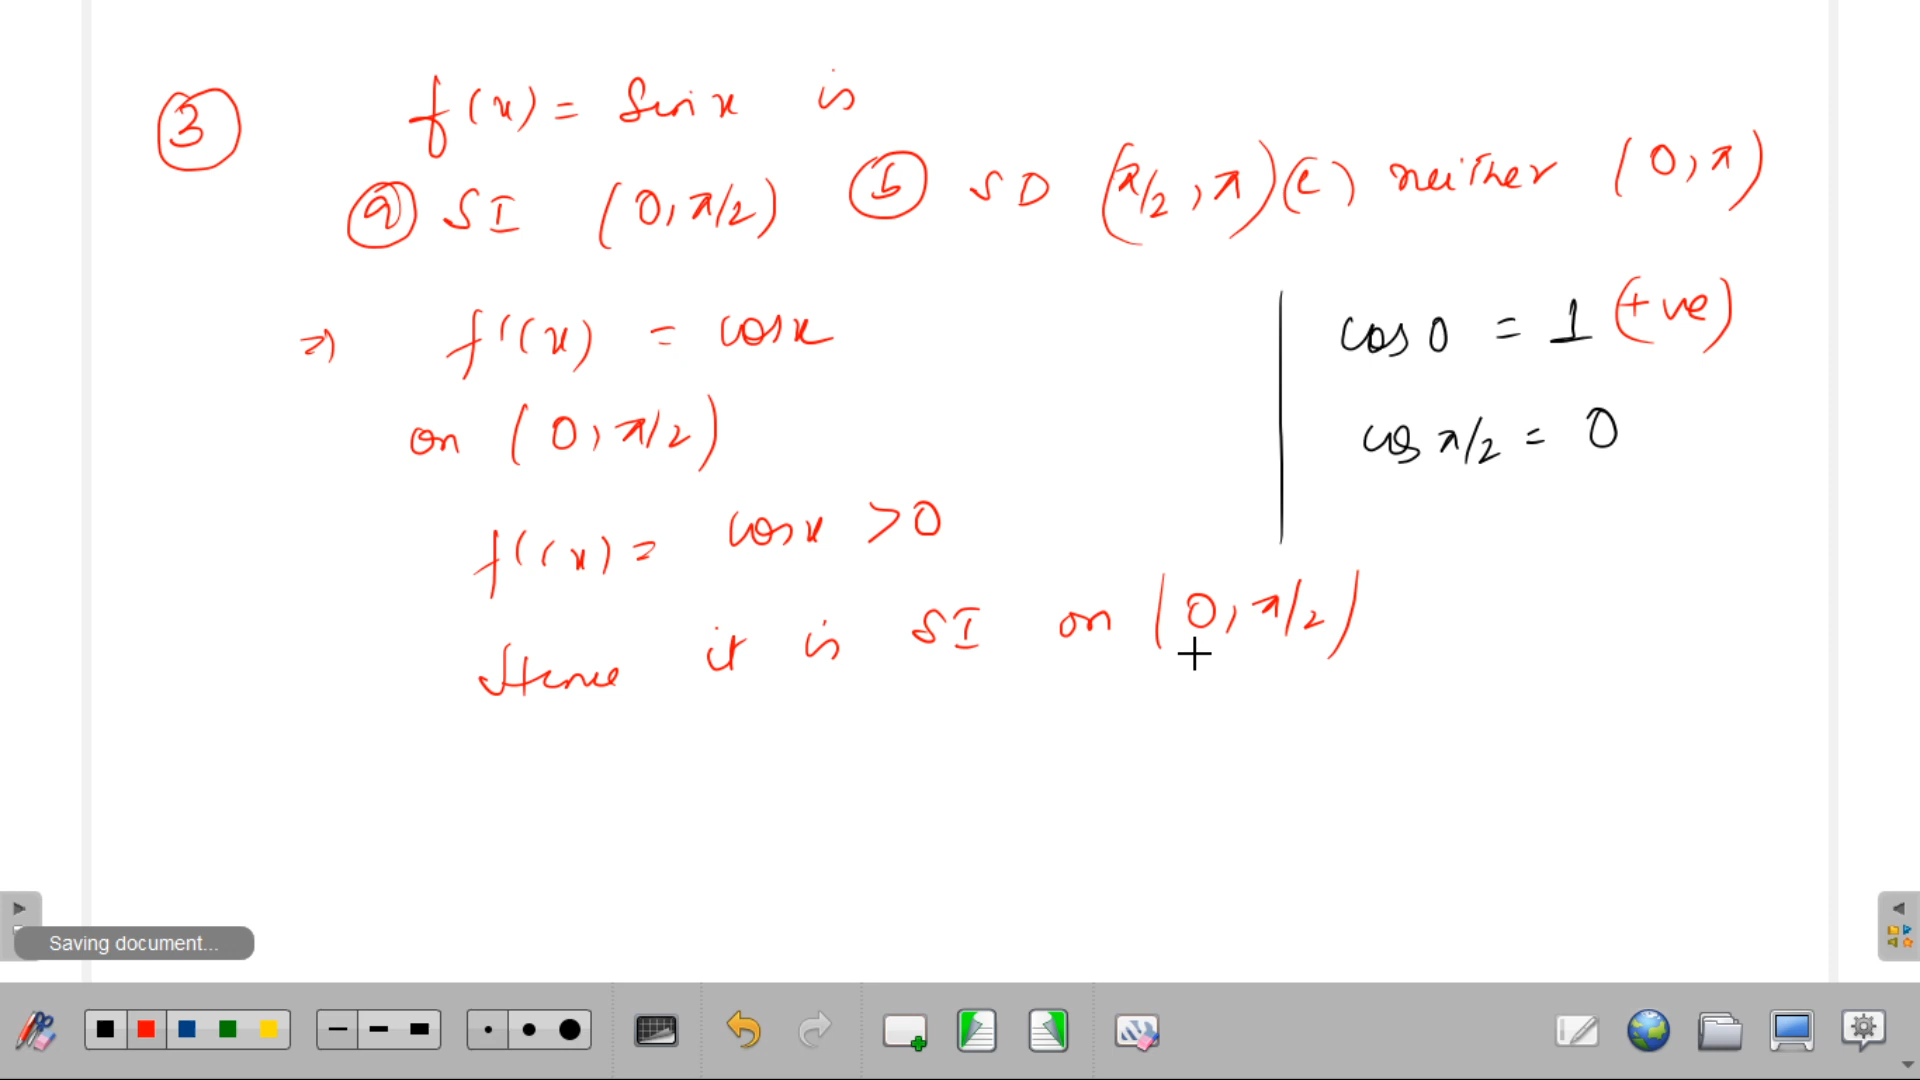 ③ f(x) = Sin x is
ⓐ SI (0, π/2) ⓑ SD (π/2, π) (c) neither (0, π)
⇒ f'(x) = cos x
cos 0 = 1 (+ve)
on (0, π/2)
cos π/2 = 0
f'(x) = cos x > 0
Hence it is SI on (0, π/2)
Saving document...